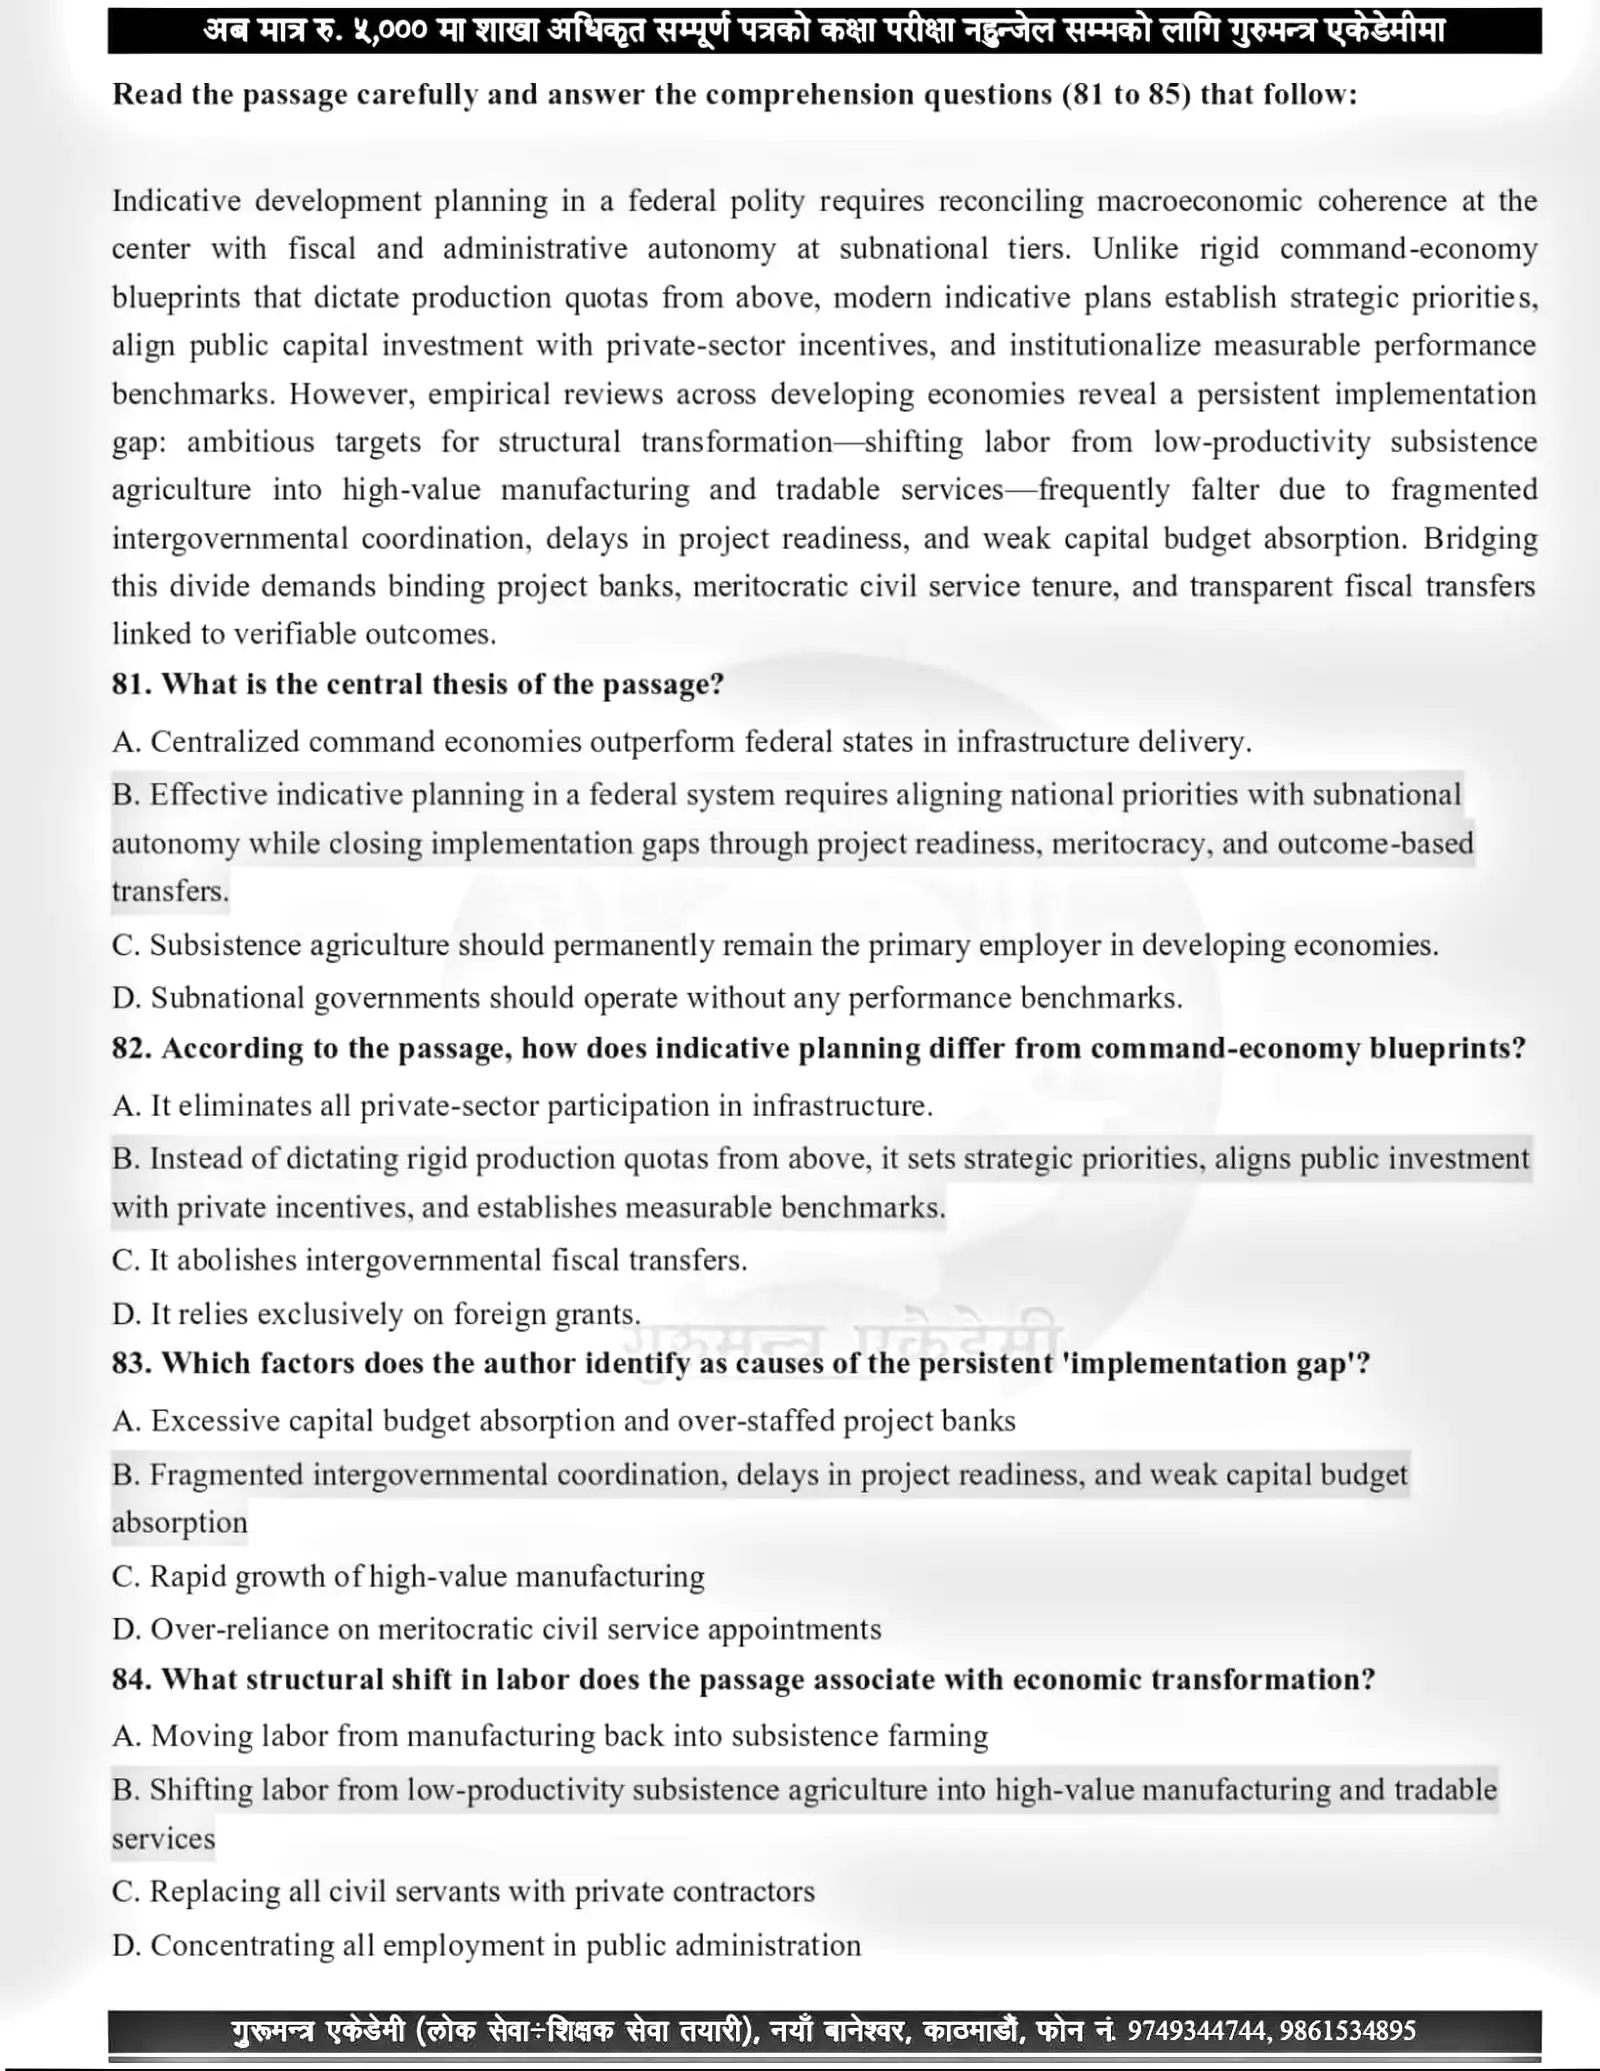 अब मात्र रु. ५,००० मा शाखा अधिकृत सम्पूर्ण पत्रको कक्षा परीक्षा नहुन्जेल सम्मको लागि गुरुमन्त्र एकेडेमीमा
Read the passage carefully and answer the comprehension questions (81 to 85) that follow:
Indicative development planning in a federal polity requires reconciling macroeconomic coherence at the
center with fiscal and administrative autonomy at subnational tiers. Unlike rigid command-economy
blueprints that dictate production quotas from above, modern indicative plans establish strategic priorities,
align public capital investment with private-sector incentives, and institutionalize measurable performance
benchmarks. However, empirical reviews across developing economies reveal a persistent implementation
gap: ambitious targets for structural transformation—shifting labor from low-productivity subsistence
agriculture into high-value manufacturing and tradable services—frequently falter due to fragmented
intergovernmental coordination, delays in project readiness, and weak capital budget absorption. Bridging
this divide demands binding project banks, meritocratic civil service tenure, and transparent fiscal transfers
linked to verifiable outcomes.
81. What is the central thesis of the passage?
A. Centralized command economies outperform federal states in infrastructure delivery.
B. Effective indicative planning in a federal system requires aligning national priorities with subnational
autonomy while closing implementation gaps through project readiness, meritocracy, and outcome-based
transfers.
C. Subsistence agriculture should permanently remain the primary employer in developing economies.
D. Subnational governments should operate without any performance benchmarks.
82. According to the passage, how does indicative planning differ from command-economy blueprints?
A. It eliminates all private-sector participation in infrastructure.
B. Instead of dictating rigid production quotas from above, it sets strategic priorities, aligns public investment
with private incentives, and establishes measurable benchmarks.
C. It abolishes intergovernmental fiscal transfers.
D. It relies exclusively on foreign grants.
गुरुमन्त्र एकेडेमी
83. Which factors does the author identify as causes of the persistent 'implementation gap'?
A. Excessive capital budget absorption and over-staffed project banks
B. Fragmented intergovernmental coordination, delays in project readiness, and weak capital budget
absorption
C. Rapid growth of high-value manufacturing
D. Over-reliance on meritocratic civil service appointments
84. What structural shift in labor does the passage associate with economic transformation?
A. Moving labor from manufacturing back into subsistence farming
B. Shifting labor from low-productivity subsistence agriculture into high-value manufacturing and tradable
services
C. Replacing all civil servants with private contractors
D. Concentrating all employment in public administration
गुरूमन्त्र एकेडेमी (लोक सेवा÷शिक्षक सेवा तयारी), नयाँ बानेश्वर, काठमाडौं, फोन नं. 9749344744, 9861534895